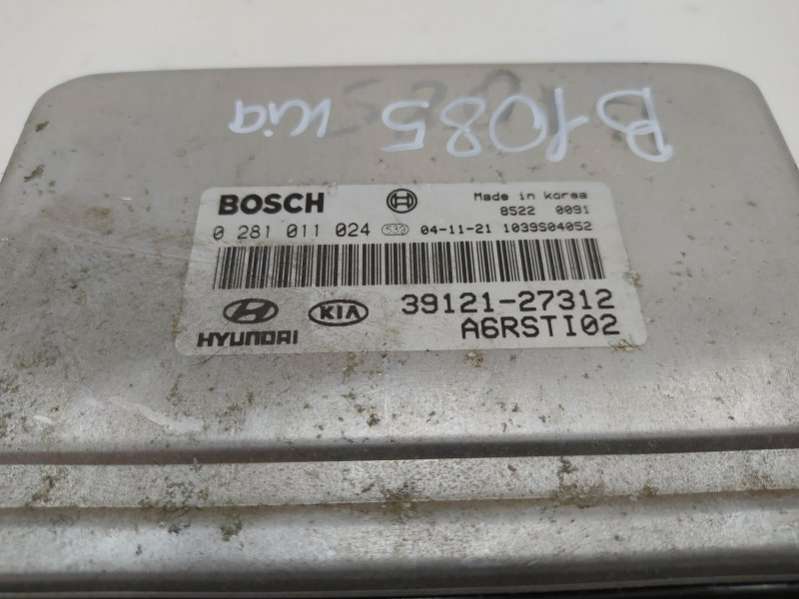 B1085 Kia
BOSCH
Made in korea
8522 0091
0 281 011 024 04-11-21 1039S04052
HYUNDAI
KIA
39121-27312
A6RSTI02